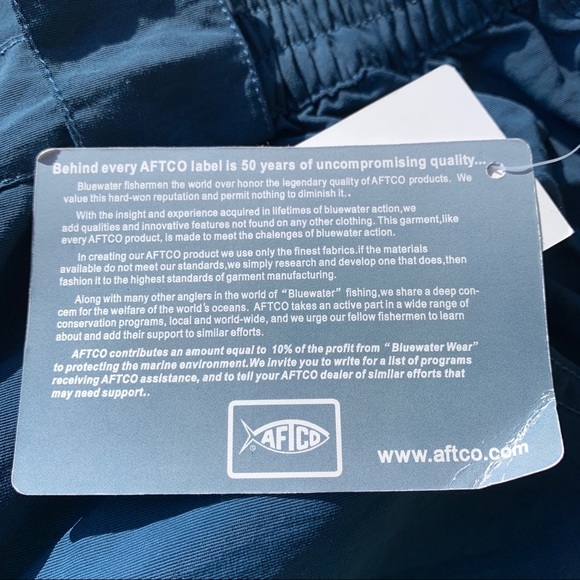 Behind every AFTCO label is 50 years of uncompromising quality...
Bluewater fishermen the world over honor the legendary quality of AFTCO products. We
value this hard-won reputation and permit nothing to diminish it..
With the insight and experience acquired in lifetimes of bluewater action,we
add qualities and innovative features not found on any other clothing. This garment,like
every AFTCO product, is made to meet the chalenges of bluewater action.
In creating our AFTCO product we use only the finest fabrics.if the materials
available do not meet our standards,we simply research and develop one that does,then
fashion it to the highest standards of garment manufacturing.
Along with many other anglers in the world of "Bluewater" fishing,we share a deep con-
cem for the welfare of the world's oceans. AFTCO takes an active part in a wide range of
conservation programs, local and world-wide, and we urge our fellow fishermen to learn
about and add their support to similar efforts.
AFTCO contributes an amount equal to 10% of the profit from "Bluewater Wear"
to protecting the marine environment.We invite you to write for a list of programs
receiving AFTCO assistance, and to tell your AFTCO dealer of similar efforts that
may need support..
AFTCO
®
www.aftco.com